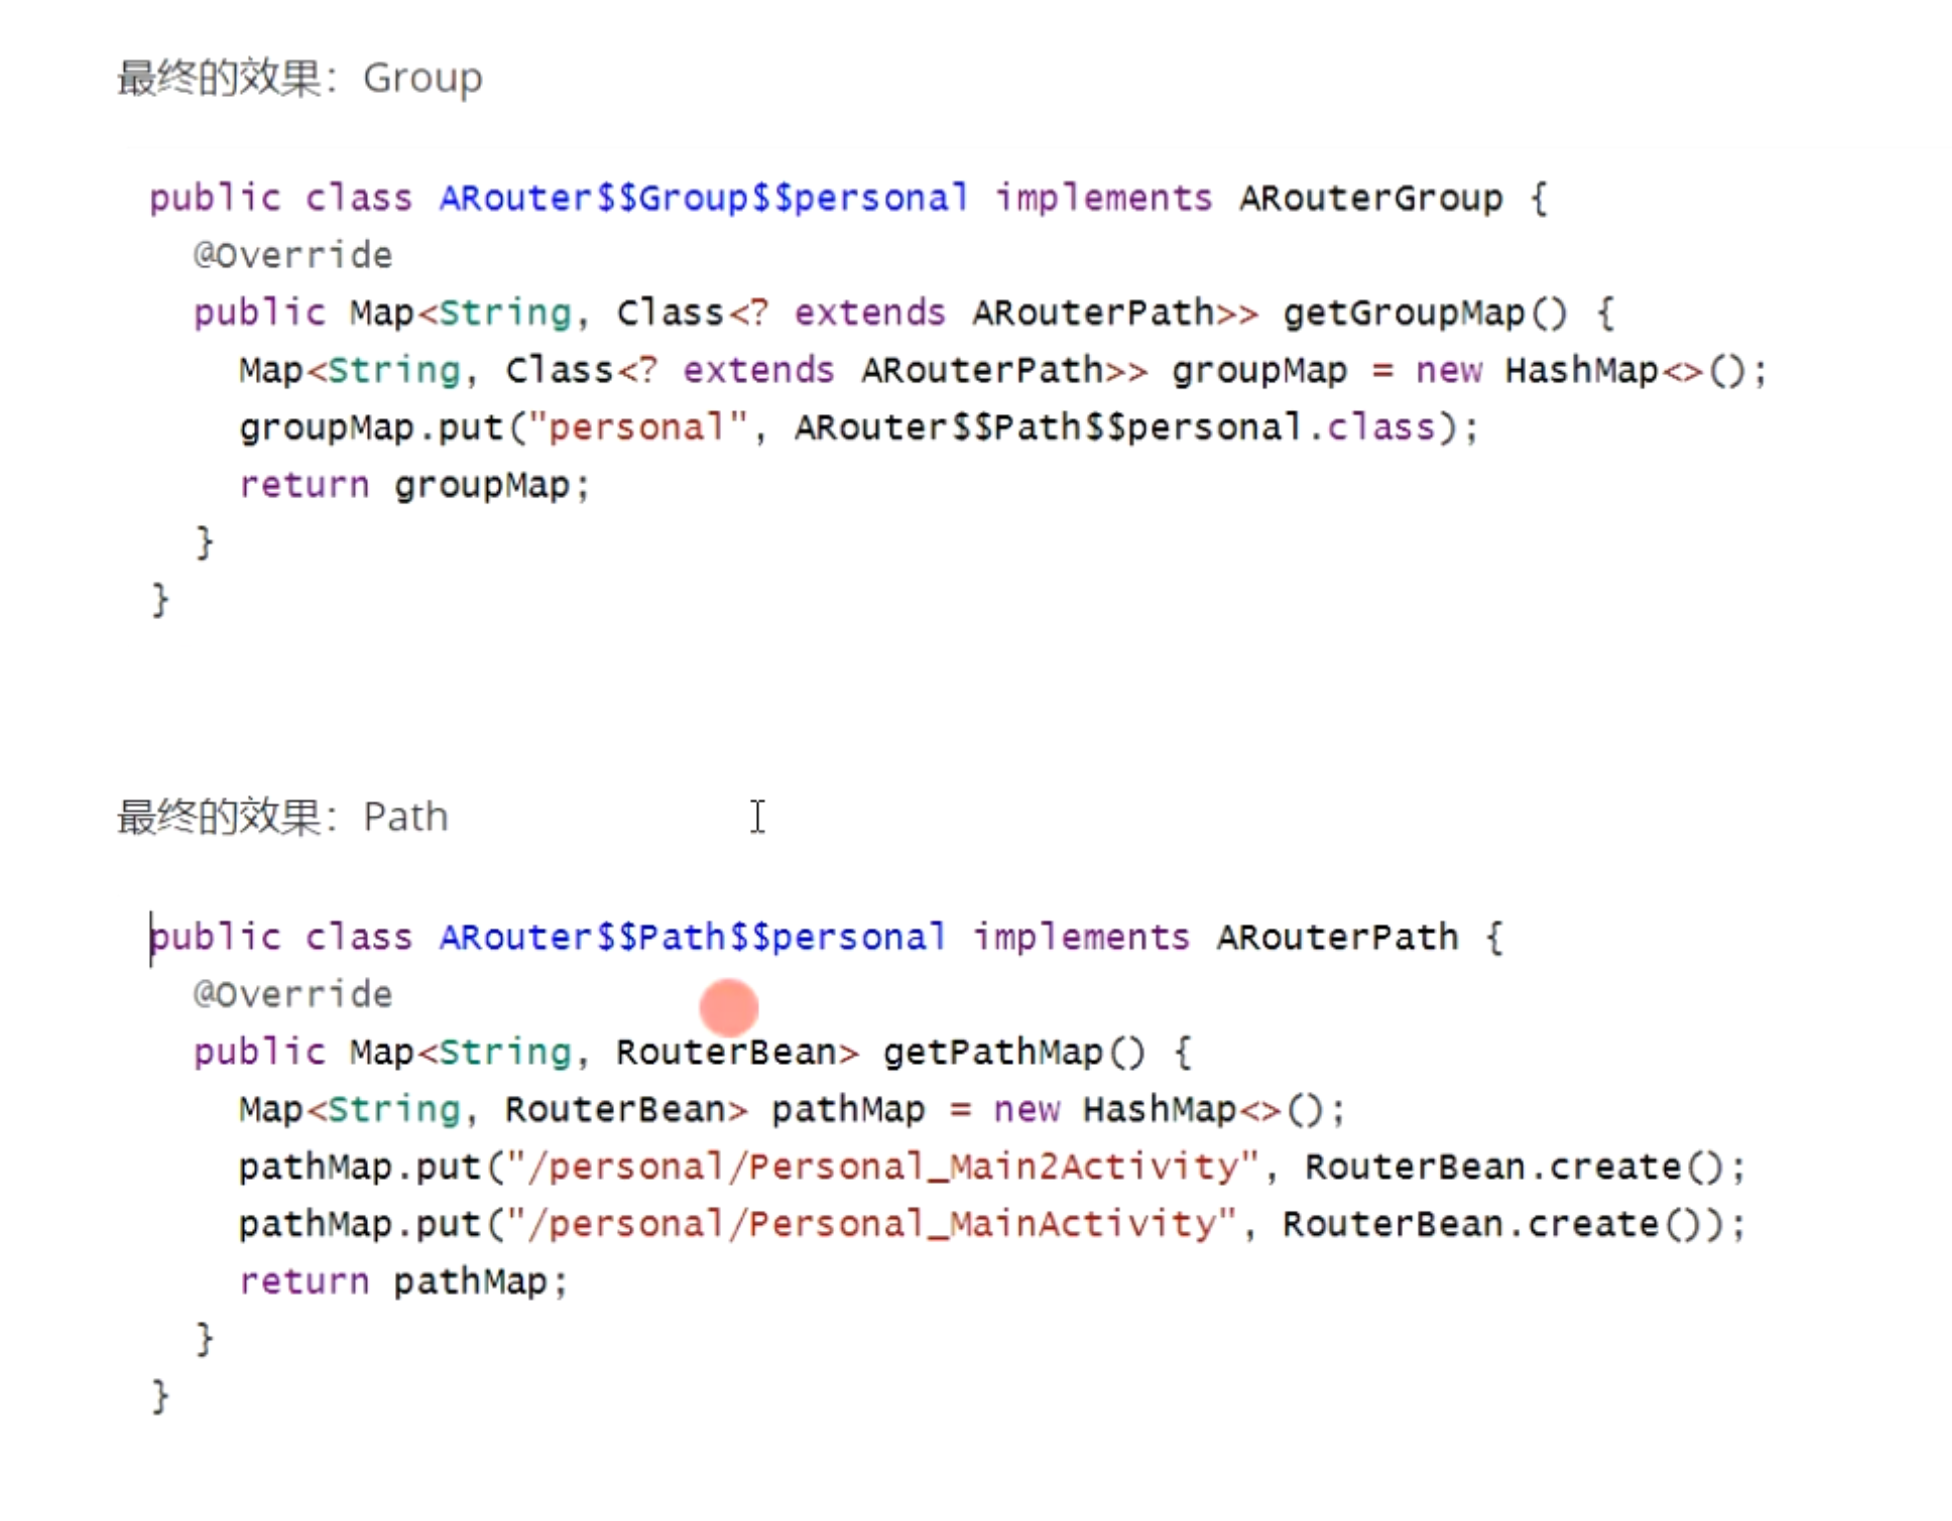 最终的效果：Group
public class ARouter$$Group$$personal implements ARouterGroup {
@Override
public Map<String, Class<? extends ARouterPath>> getGroupMap() {
Map<String, Class<? extends ARouterPath>> groupMap = new HashMap<>();
groupMap.put("personal", ARouter$$Path$$personal.class);
return groupMap;
}
}
最终的效果：Path
public class ARouter$$Path$$personal implements ARouterPath {
@Override
public Map<String, RouterBean> getPathMap() {
Map<String, RouterBean> pathMap = new HashMap<>();
pathMap.put("/personal/Personal_Main2Activity", RouterBean.create();
pathMap.put("/personal/Personal_MainActivity", RouterBean.create());
return pathMap;
}
}